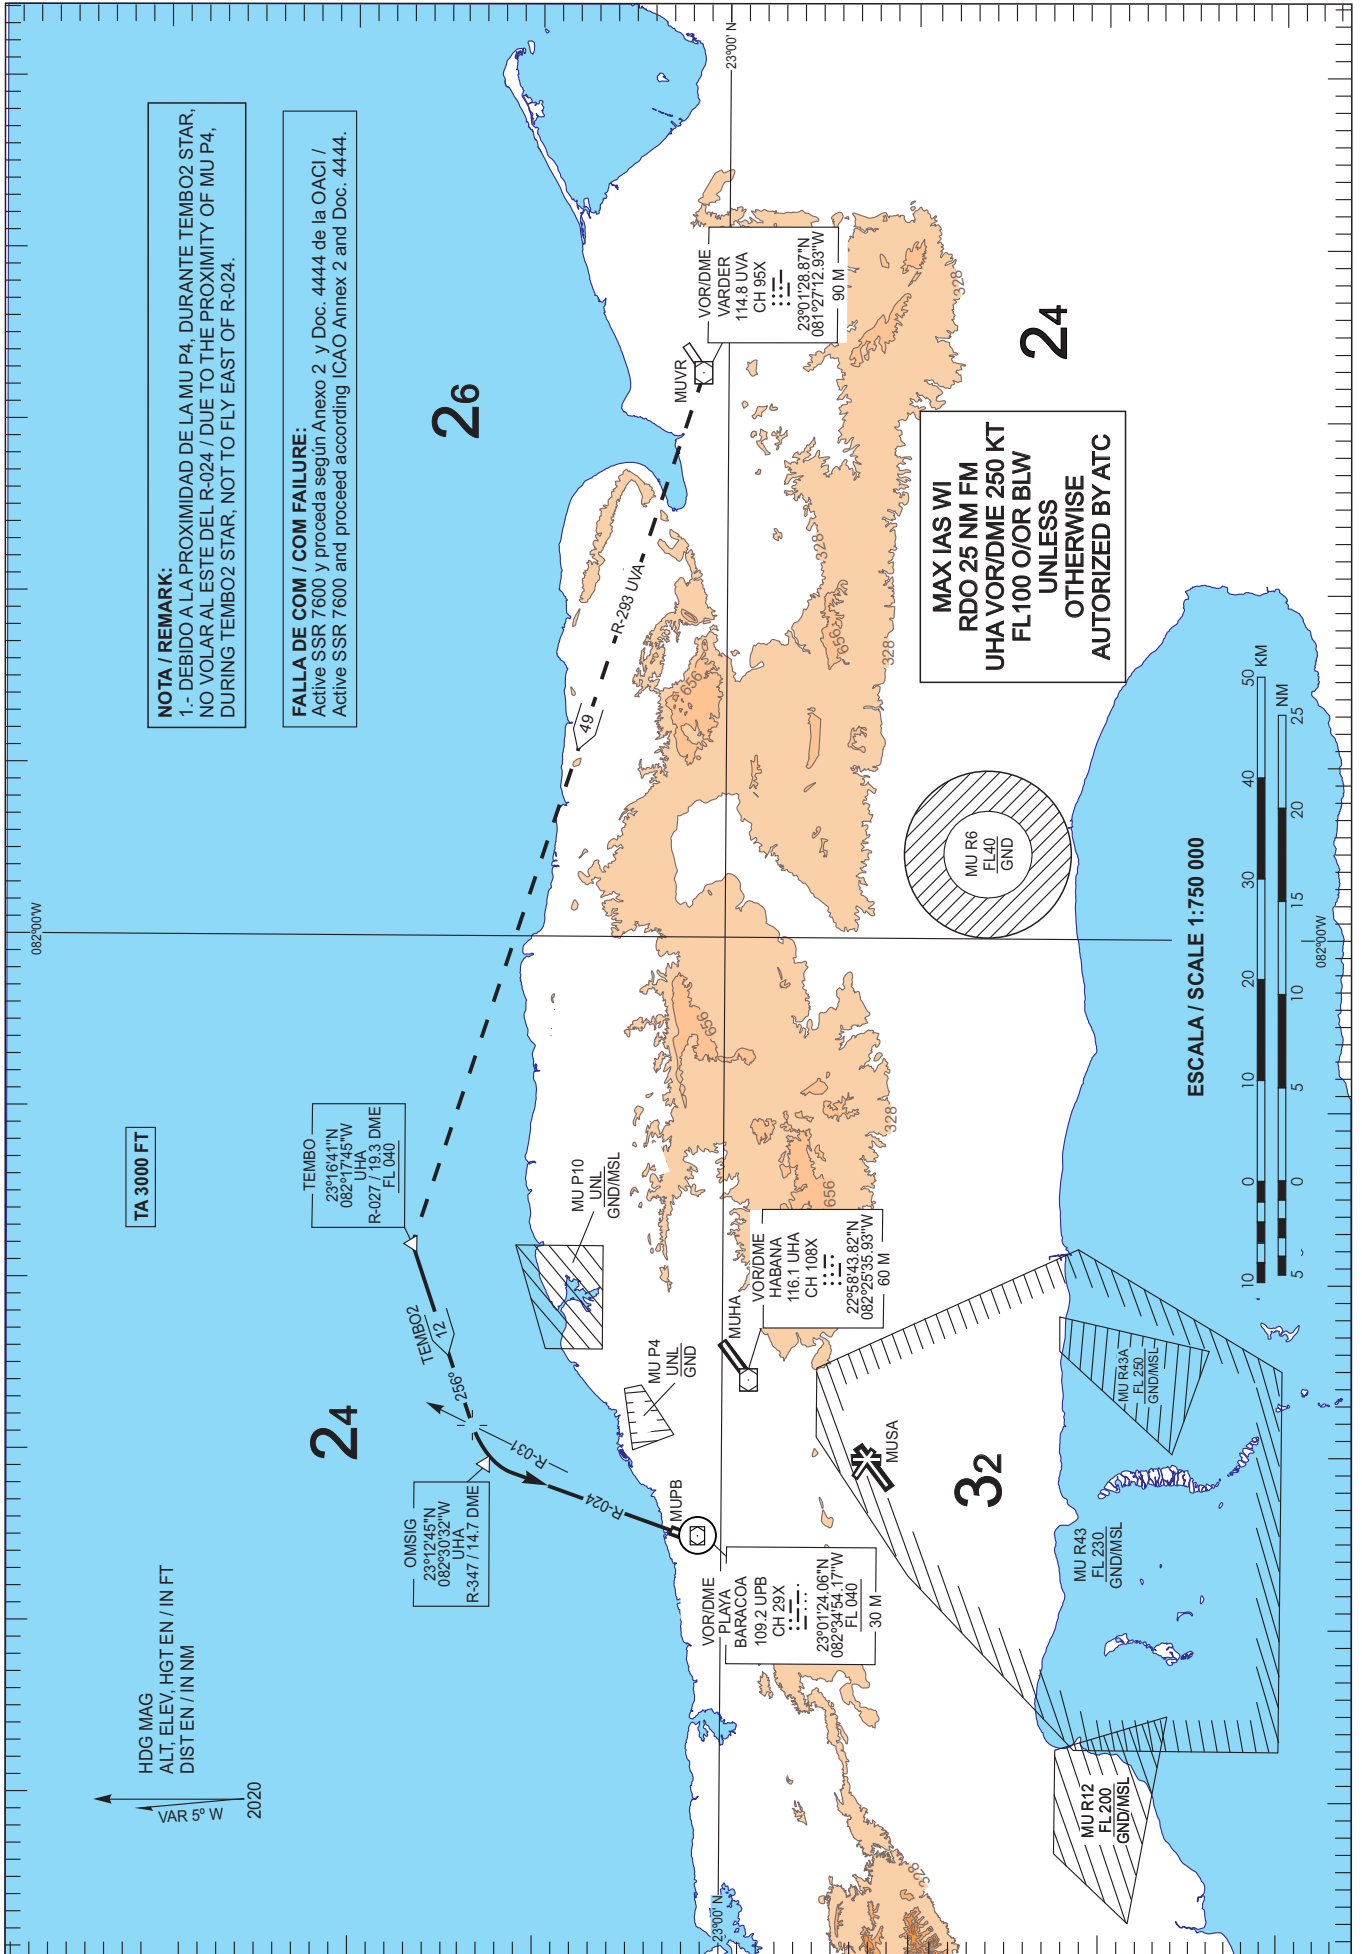 HDG MAG
ALT, ELEV, HGT EN / IN FT
DIST EN / IN NM
VAR 5° W
2020
TA 3000 FT
NOTA / REMARK:
1.- DEBIDO A LA PROXIMIDAD DE LA MU P4, DURANTE TEMBO2 STAR,
NO VOLAR AL ESTE DEL R-024 / DUE TO THE PROXIMITY OF MU P4,
DURING TEMBO2 STAR, NOT TO FLY EAST OF R-024.
FALLA DE COM / COM FAILURE:
Active SSR 7600 y proceda según Anexo 2 y Doc. 4444 de la OACI /
Active SSR 7600 and proceed according ICAO Annex 2 and Doc. 4444.
082°00'W
24
26
TEMBO
23°16'41"N
082°17'45"W
UHA
R-027 / 19.3 DME
FL 040
TEMBO2
12
256°
R-031
R-024
OMSIG
23°12'45"N
082°30'32"W
UHA
R-347 / 14.7 DME
49
R-293 UVA
MU P10
UNL
GND/MSL
MU P4
UNL
GND
MUPB
MUHA
MUVR
VOR/DME
PLAYA
BARACOA
109.2 UPB
CH 29X
23°01'24.06"N
082°34'54.17"W
FL 040
30 M
VOR/DME
HABANA
116.1 UHA
CH 108X
22°58'43.82"N
082°25'35.93"W
60 M
VOR/DME
VARDER
114.8 UVA
CH 95X
23°01'28.87"N
081°27'12.93"W
90 M
23°00' N
23°00' N
656
656
656
656
328
328
328
328
328
MUSA
32
24
MAX IAS WI
RDO 25 NM FM
UHA VOR/DME 250 KT
FL100 O/OR BLW
UNLESS
OTHERWISE
AUTORIZED BY ATC
MU R6
FL40
GND
MU R43A
FL 250
GND/MSL
MU R43
FL 230
GND/MSL
MU R12
FL 200
GND/MSL
ESCALA / SCALE 1:750 000
10 0 10 20 30 40 50 KM
5 0 5 10 15 20 25 NM
082°00'W